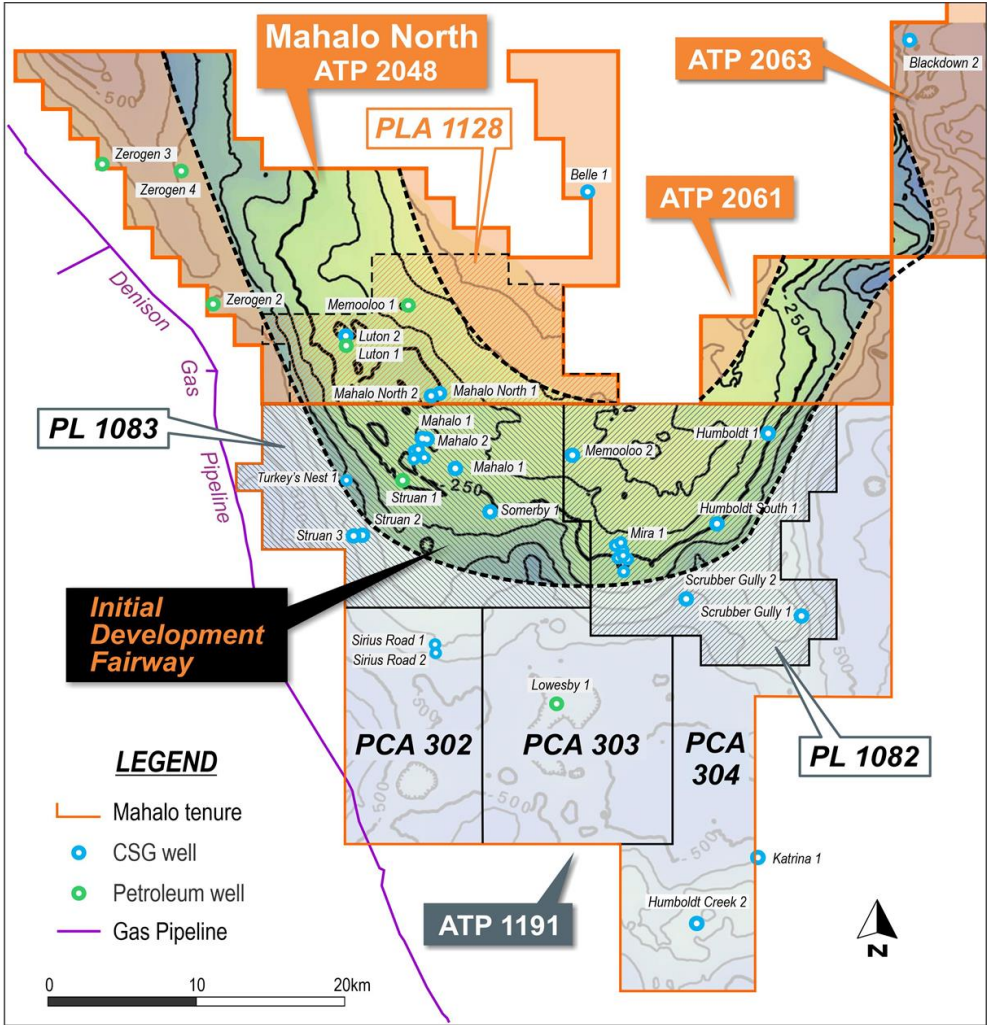 Mahalo North
ATP 2048
ATP 2063
Blackdown 2
-500
PLA 1128
Zerogen 3
Zerogen 4
Belle 1
ATP 2061
Denison
Gas
Pipeline
Zerogen 2
Memooloo 1
-250
Luton 2
Luton 1
Mahalo North 2
Mahalo North 1
PL 1083
Mahalo 1
Mahalo 2
Humboldt 1
Memooloo 2
Mahalo 1
Turkey's Nest 1
Struan 1
-250
Somerby 1
Humboldt South 1
Struan 2
Struan 3
Mira 1
Initial
Development
Fairway
Scrubber Gully 2
Scrubber Gully 1
Sirius Road 1
Sirius Road 2
Lowesby 1
PCA 302
PCA 303
PCA
304
PL 1082
-500
-500
-500
LEGEND
Mahalo tenure
CSG well
Petroleum well
Gas Pipeline
Katrina 1
ATP 1191
Humboldt Creek 2
N
0
10
20km